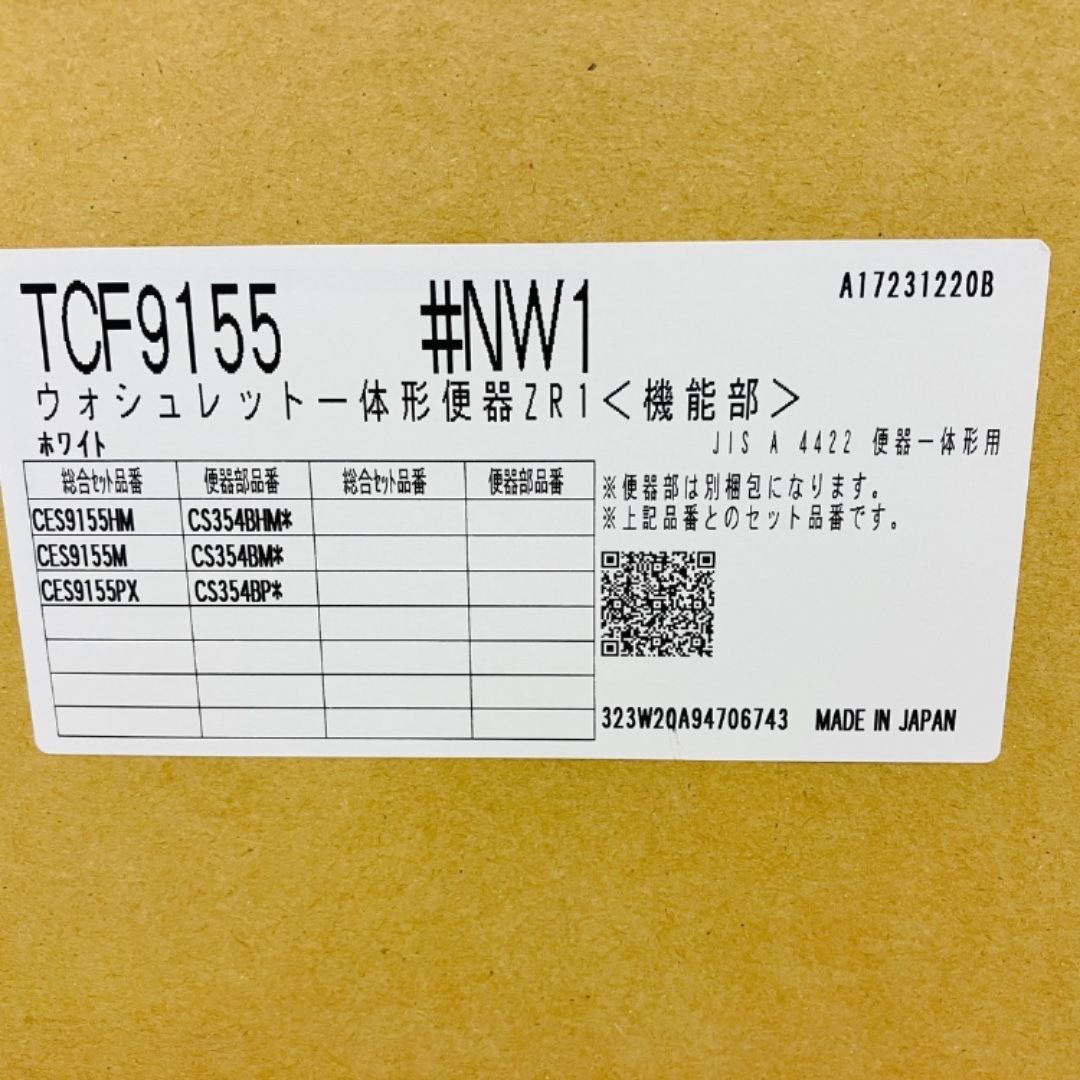 TCF9155 #NW1
A17231220B
ウォシュレット一体形便器ZR1＜機能部＞
ホワイト
JIS A 4422 便器一体形用
総合ｾｯﾄ品番 便器部品番 総合ｾｯﾄ品番 便器部品番
CES9155HM CS354BHM*
CES9155M CS354BM*
CES9155PX CS354BP*
※便器部は別梱包になります。
※上記品番とのセット品番です。
323W20A94706743 MADE IN JAPAN